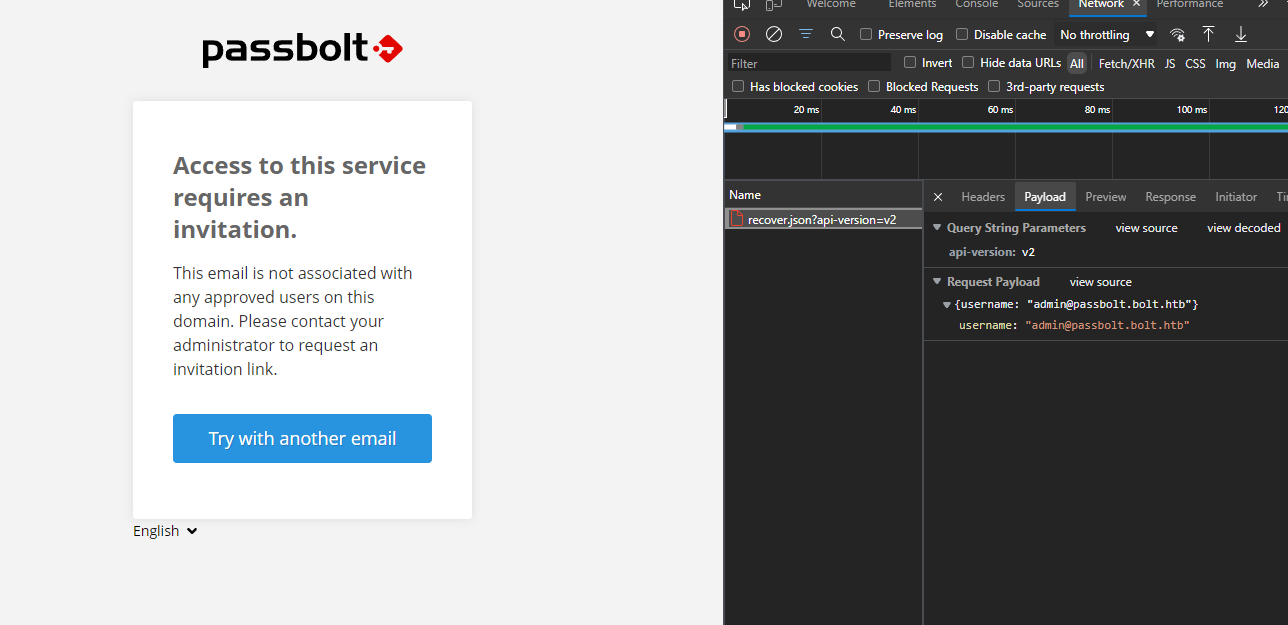 passbolt
Access to this service
requires an
invitation.
This email is not associated with
any approved users on this
domain. Please contact your
administrator to request an
invitation link.
Try with another email
English
Welcome Elements Console Sources Network Performance
Preserve log Disable cache No throttling
Filter Invert Hide data URLs All Fetch/XHR JS CSS Img Media
Has blocked cookies Blocked Requests 3rd-party requests
20 ms 40 ms 60 ms 80 ms 100 ms 120
Name
recover.json?api-version=v2
Headers Payload Preview Response Initiator Ti
Query String Parameters view source view decoded
api-version: v2
Request Payload view source
{username: "admin@passbolt.bolt.htb"}
username: "admin@passbolt.bolt.htb"